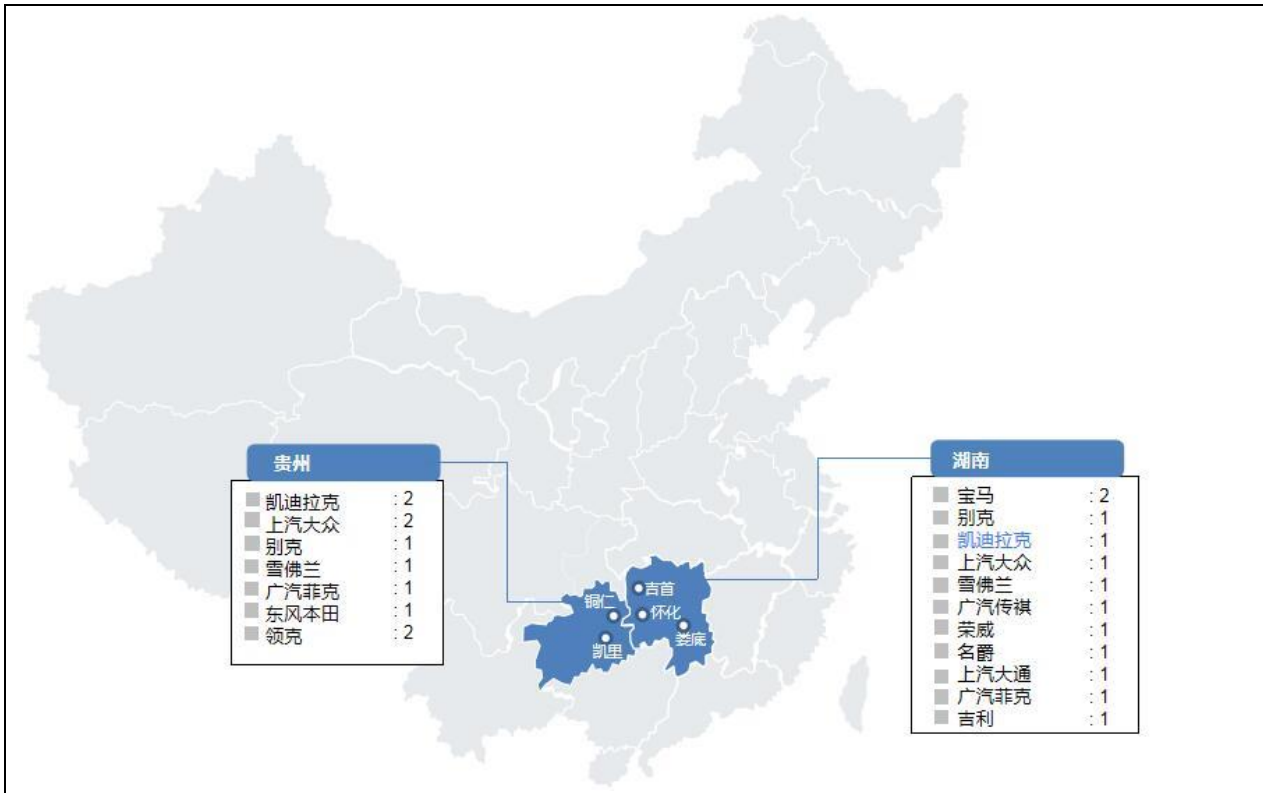 贵州
凯迪拉克 : 2
上汽大众 : 2
别克 : 1
雪佛兰 : 1
广汽菲克 : 1
东风本田 : 1
领克 : 2
湖南
宝马 : 2
别克 : 1
凯迪拉克 : 1
上汽大众 : 1
雪佛兰 : 1
广汽传祺 : 1
荣威 : 1
名爵 : 1
上汽大通 : 1
广汽菲克 : 1
吉利 : 1
吉首
铜仁
怀化
娄底
凯里